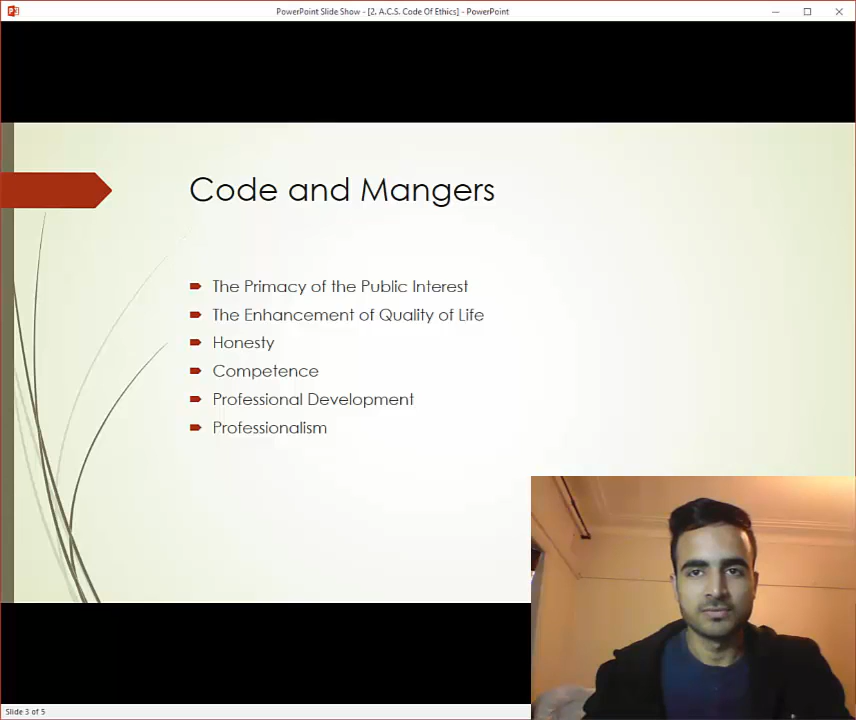 PowerPoint Slide Show - [2. A.C.S. Code Of Ethics] - PowerPoint
Code and Mangers
The Primacy of the Public Interest
The Enhancement of Quality of Life
Honesty
Competence
Professional Development
Professionalism
Slide 3 of 5